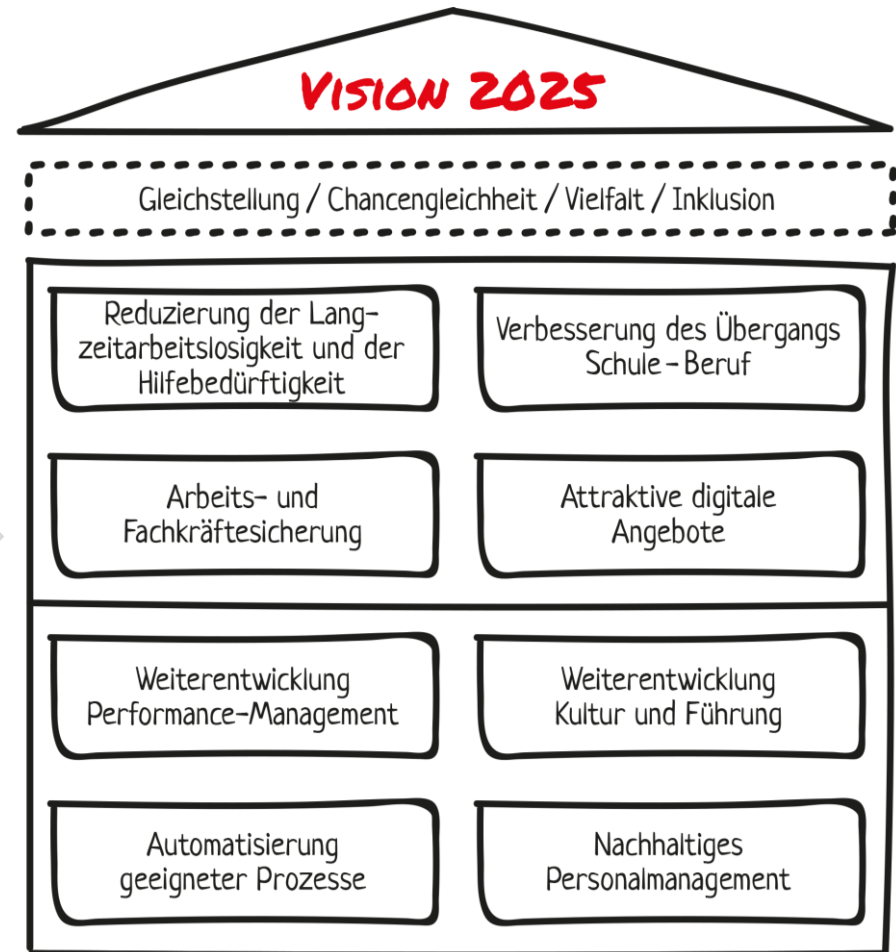 VISION 2025
Gleichstellung / Chancengleichheit / Vielfalt / Inklusion
Reduzierung der Lang-
zeitarbeitslosigkeit und der
Hilfebedürftigkeit
Verbesserung des Übergangs
Schule – Beruf
Arbeits- und
Fachkräftesicherung
Attraktive digitale
Angebote
Weiterentwicklung
Performance-Management
Weiterentwicklung
Kultur und Führung
Automatisierung
geeigneter Prozesse
Nachhaltiges
Personalmanagement